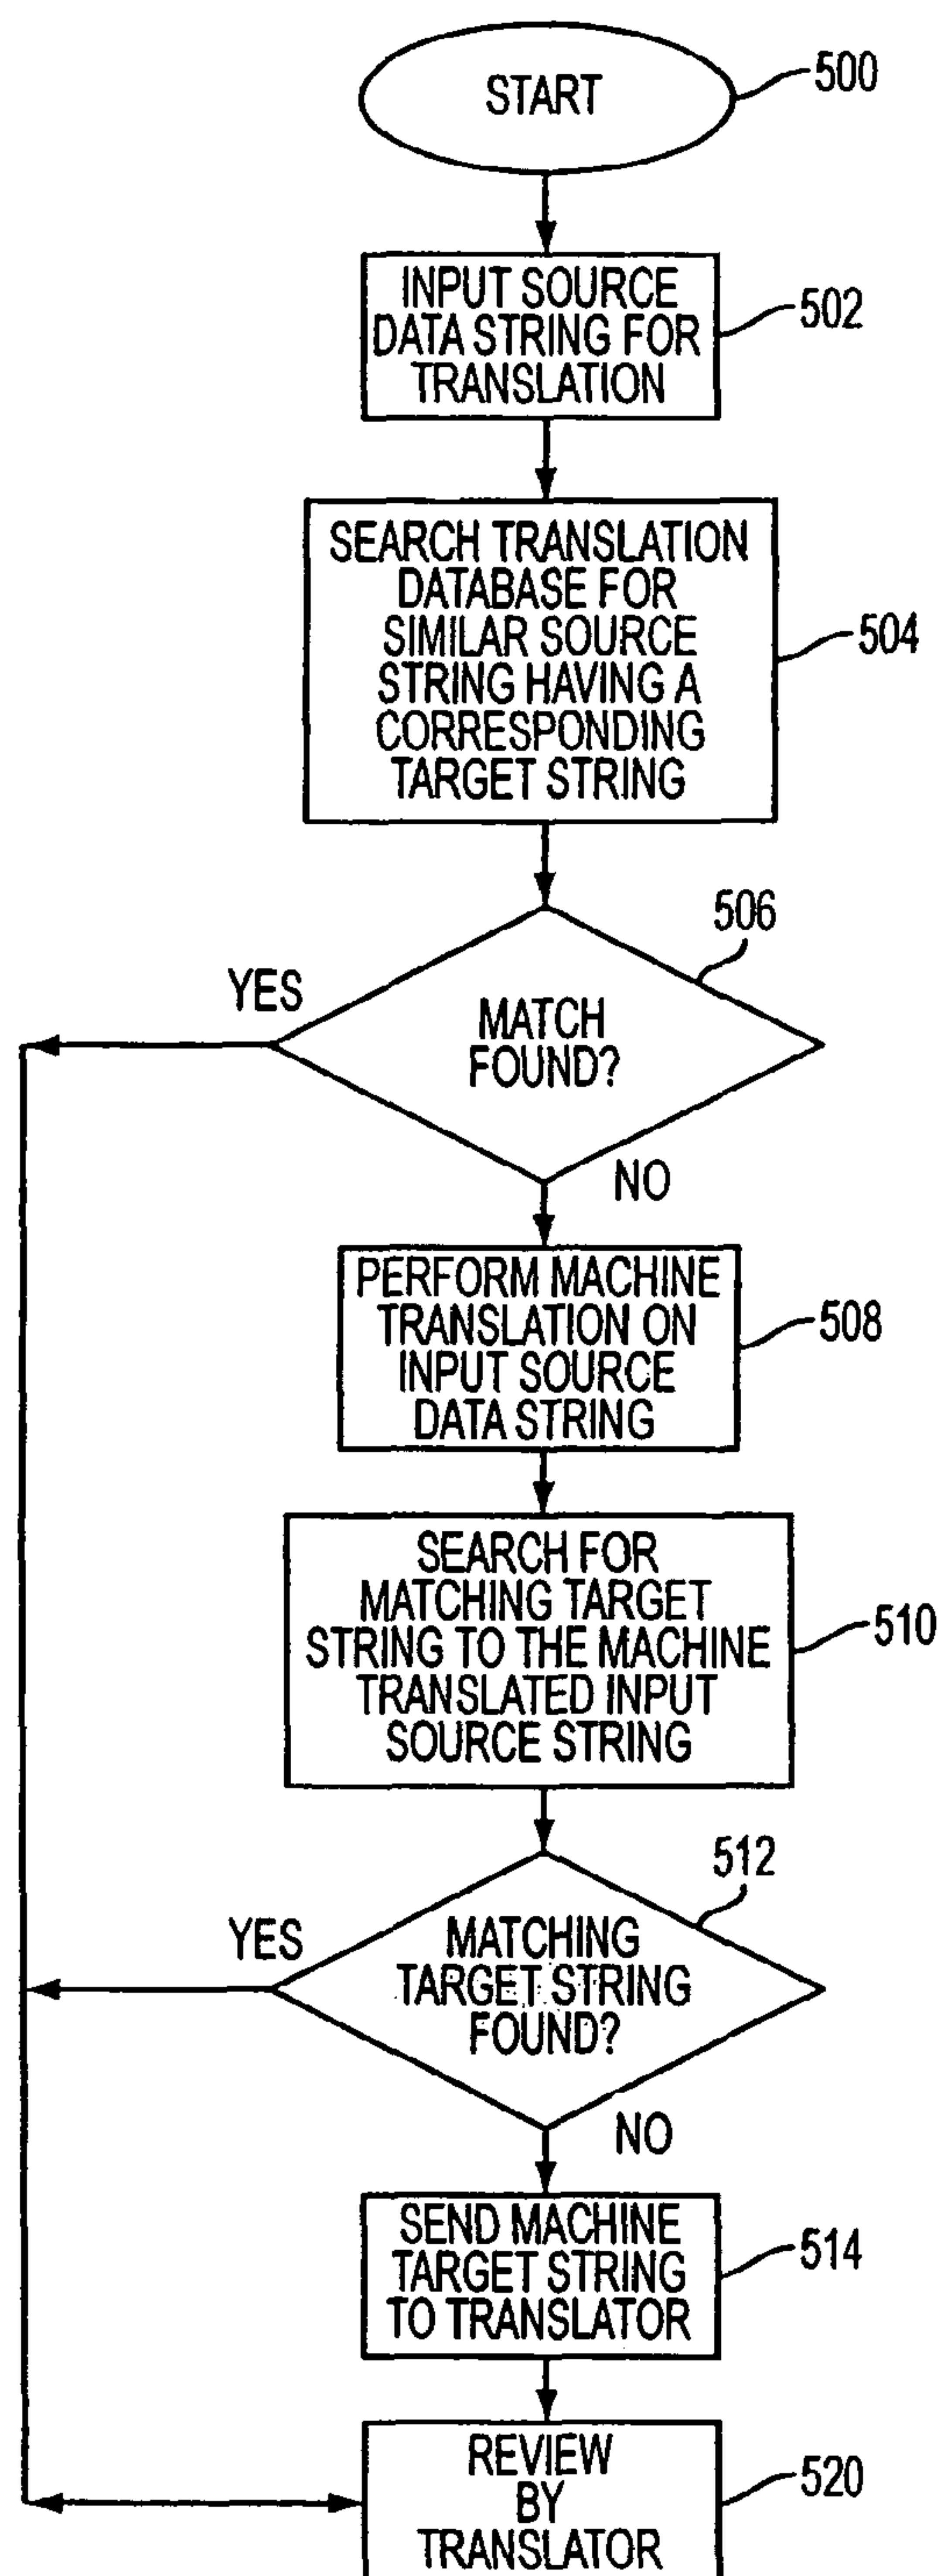 START
500
INPUT SOURCE
DATA STRING FOR
TRANSLATION
502
SEARCH TRANSLATION
DATABASE FOR
SIMILAR SOURCE
STRING HAVING A
CORRESPONDING
TARGET STRING
504
506
YES
MATCH
FOUND?
NO
PERFORM MACHINE
TRANSLATION ON
INPUT SOURCE
DATA STRING
508
SEARCH FOR
MATCHING TARGET
STRING TO THE MACHINE
TRANSLATED INPUT
SOURCE STRING
510
512
YES
MATCHING
TARGET STRING
FOUND?
NO
SEND MACHINE
TARGET STRING
TO TRANSLATOR
514
REVIEW
BY
TRANSLATOR
520